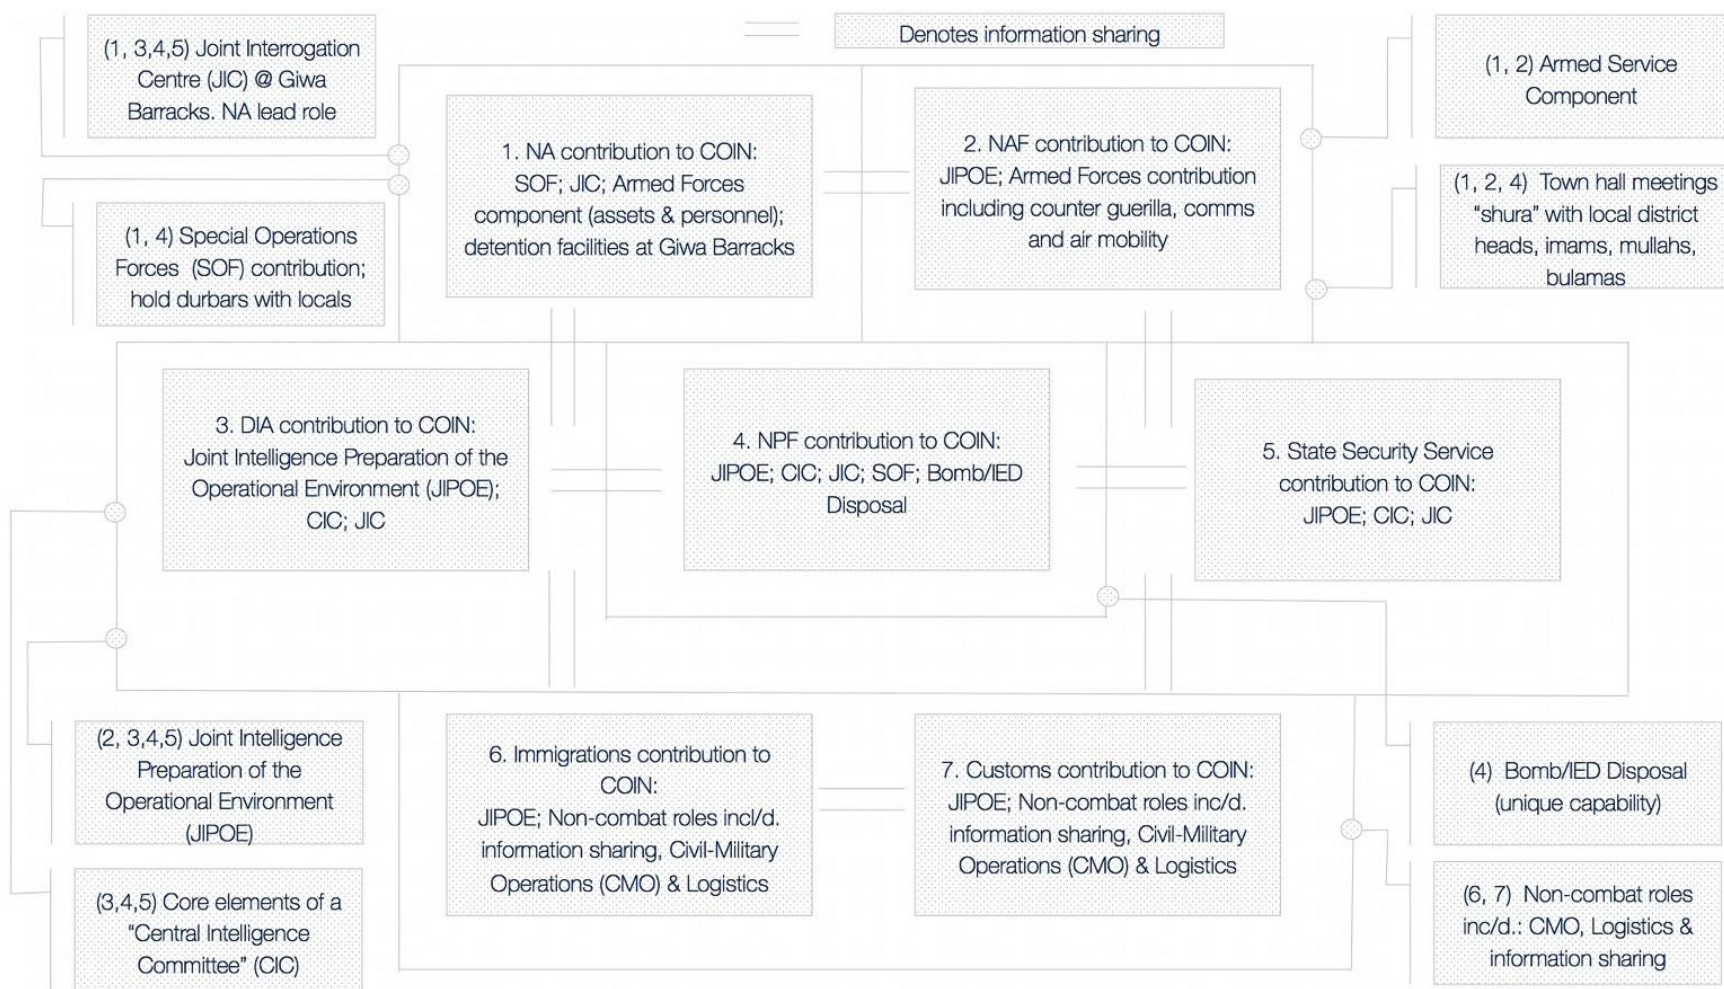 (1, 3,4,5) Joint Interrogation
Centre (JIC) @ Giwa
Barracks. NA lead role
Denotes information sharing
(1, 2) Armed Service
Component
1. NA contribution to COIN:
SOF; JIC; Armed Forces
component (assets & personnel);
detention facilities at Giwa Barracks
2. NAF contribution to COIN:
JIPOE; Armed Forces contribution
including counter guerilla, comms
and air mobility
(1, 2, 4) Town hall meetings
“shura” with local district
heads, imams, mullahs,
bulamas
(1, 4) Special Operations
Forces (SOF) contribution;
hold durbars with locals
3. DIA contribution to COIN:
Joint Intelligence Preparation of the
Operational Environment (JIPOE);
CIC; JIC
4. NPF contribution to COIN:
JIPOE; CIC; JIC; SOF; Bomb/IED
Disposal
5. State Security Service
contribution to COIN:
JIPOE; CIC; JIC
(2, 3,4,5) Joint Intelligence
Preparation of the
Operational Environment
(JIPOE)
6. Immigrations contribution to
COIN:
JIPOE; Non-combat roles incl/d.
information sharing, Civil-Military
Operations (CMO) & Logistics
7. Customs contribution to COIN:
JIPOE; Non-combat roles inc/d.
information sharing, Civil-Military
Operations (CMO) & Logistics
(4) Bomb/IED Disposal
(unique capability)
(3,4,5) Core elements of a
“Central Intelligence
Committee” (CIC)
(6, 7) Non-combat roles
inc/d.: CMO, Logistics &
information sharing